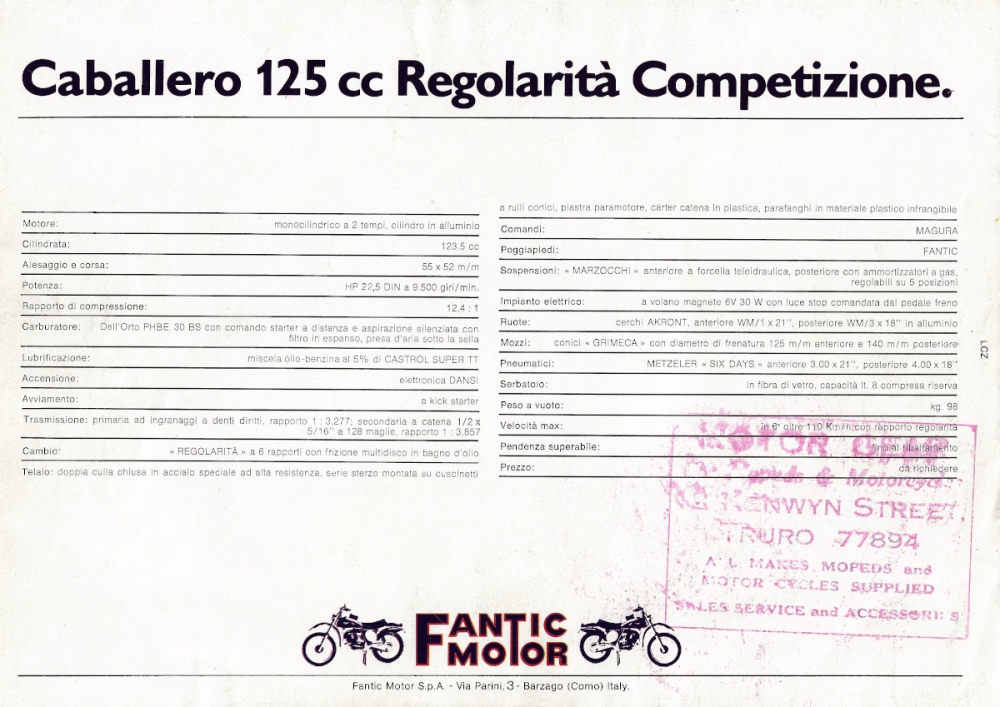 Caballero 125 cc Regolarità Competizione.
Motore: monocilindrico a 2 tempi, cilindro in alluminio
Cilindrata: 123,5 cc
Alesaggio e corsa: 55 x 52 m/m
Potenza: HP 22,5 DIN a 9.500 giri/min.
Rapporto di compressione: 12,4 : 1
Carburatore: Dell'Orto PHBE 30 BS con comando starter a distanza e aspirazione silenziata con
filtro in espanso, presa d'aria sotto la sella
Lubrificazione: miscela olio-benzina al 5% di CASTROL SUPER TT
Accensione: elettronica DANSI
Avviamento: a kick starter
Trasmissione: primaria ad ingranaggi a denti diritti, rapporto 1 : 3,277; secondaria a catena 1/2 x
5/16" a 128 maglie, rapporto 1 : 3,857
Cambio: « REGOLARITÀ » a 6 rapporti con frizione multidisco in bagno d'olio
Telaio: doppia culla chiusa in acciaio speciale ad alta resistenza, serie sterzo montata su cuscinetti
a rulli conici, piastra paramotore, carter catena in plastica, parafanghi in materiale plastico infrangibile
Comandi: MAGURA
Poggiapiedi: FANTIC
Sospensioni: « MARZOCCHI » anteriore a forcella teleidraulica, posteriore con ammortizzatori a gas,
regolabili su 5 posizioni
Impianto elettrico: a volano magnete 6V 30 W con luce stop comandata dal pedale freno
Ruote: cerchi AKRONT, anteriore WM/1 x 21", posteriore WM/3 x 18" in alluminio
Mozzi: conici « GRIMECA » con diametro di frenatura 125 m/m anteriore e 140 m/m posteriore
Pneumatici: METZELER « SIX DAYS » anteriore 3.00 x 21", posteriore 4.00 x 18"
Serbatoio: in fibra di vetro, capacità lt. 8 compresa riserva
Peso a vuoto: kg. 98
Velocità max: in 6ª oltre 110 Km/h cop rapporto regolarità
Pendenza superabile: fino al ribaltamento
Prezzo: da richiedere
LCZ
MOTOR
& Motorcycles
KENWYN STREET,
TRURO 77894
ALL MAKES MOPEDS and
MOTOR CYCLES SUPPLIED
SALES SERVICE and ACCESSORIES
FANTIC
MOTOR
Fantic Motor S.p.A. - Via Parini, 3 - Barzago (Como) Italy.